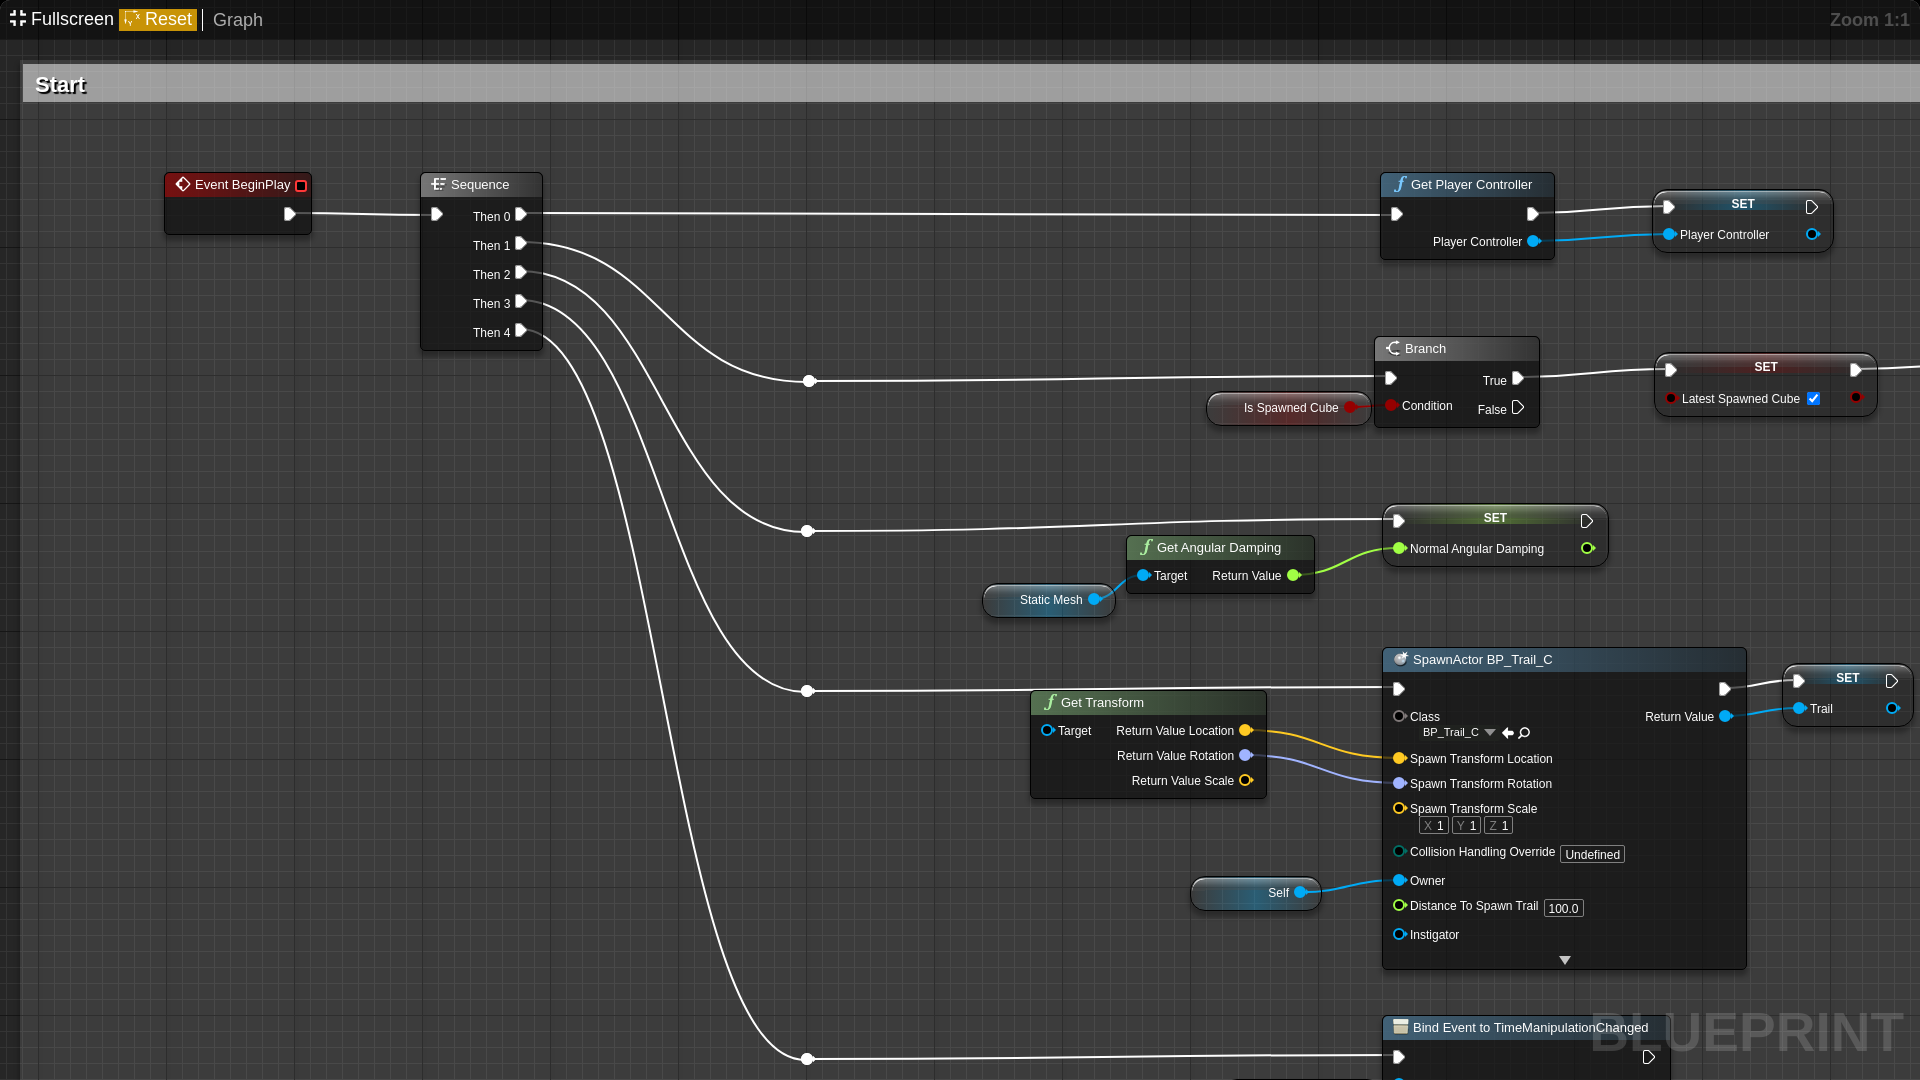 Fullscreen Reset Graph Zoom 1:1
Start
Event BeginPlay
Sequence
Then 0
Then 1
Then 2
Then 3
Then 4
Get Player Controller
Player Controller
SET
Player Controller
Branch
True
Condition
False
Is Spawned Cube
SET
Latest Spawned Cube
SET
Normal Angular Damping
Get Angular Damping
Target Return Value
Static Mesh
SpawnActor BP_Trail_C
Class
Return Value
BP_Trail_C
Spawn Transform Location
Spawn Transform Rotation
Spawn Transform Scale
X 1 Y 1 Z 1
Collision Handling Override Undefined
Owner
Distance To Spawn Trail 100.0
Instigator
SET
Trail
Get Transform
Target Return Value Location
Return Value Rotation
Return Value Scale
Self
Bind Event to TimeManipulationChanged
BLUEPRINT